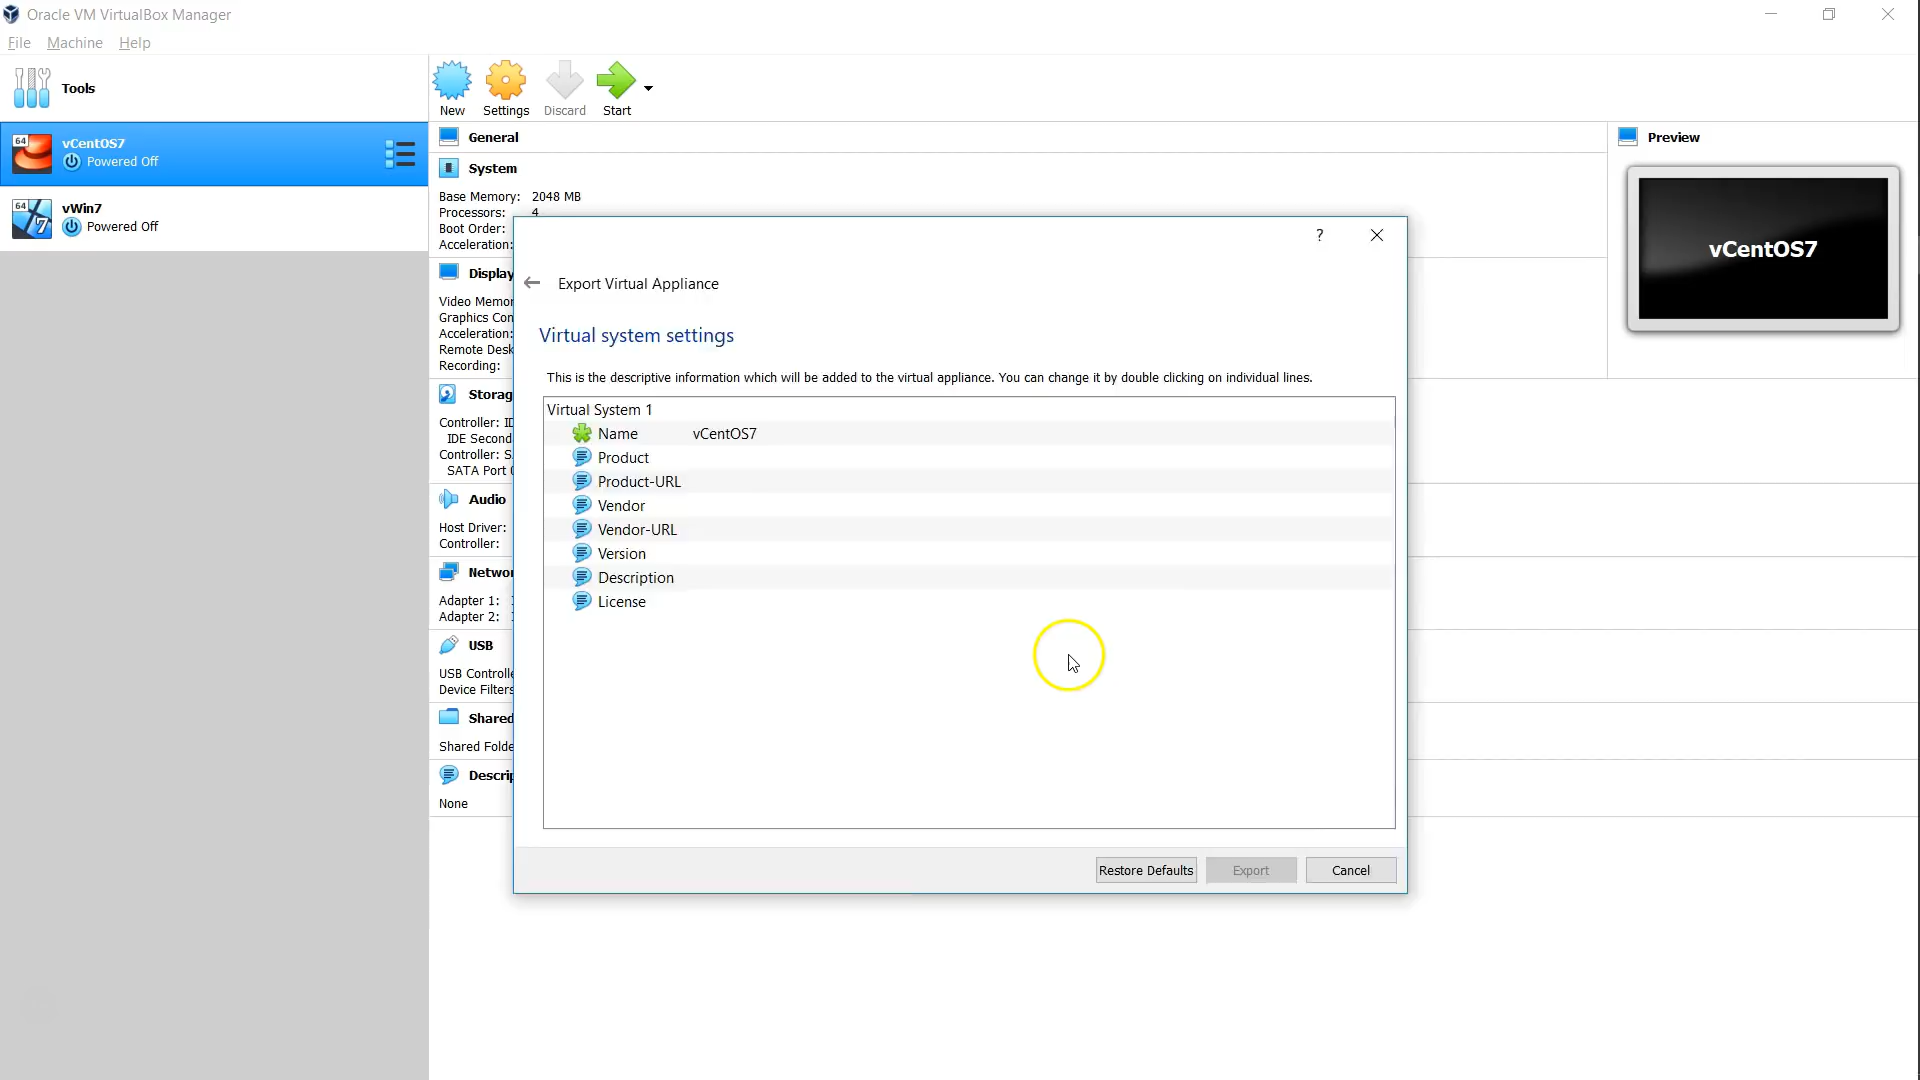 Oracle VM VirtualBox Manager
File Machine Help
Tools
New Settings Discard Start
64 vCentOS7
Powered Off
64 vWin7
7 Powered Off
General
Preview
System
Base Memory: 2048 MB
Processors: 4
Boot Order:
Acceleration:
vCentOS7
Display
Video Memor
Graphics Con
Acceleration:
Remote Desk
Recording:
Storag
Controller: ID
IDE Second
Controller: S
SATA Port 0
Audio
Host Driver:
Controller:
Networ
Adapter 1:
Adapter 2:
USB
USB Controlle
Device Filters
Shared
Shared Folde
Descrip
None
?
Export Virtual Appliance
Virtual system settings
This is the descriptive information which will be added to the virtual appliance. You can change it by double clicking on individual lines.
Virtual System 1
Name vCentOS7
Product
Product-URL
Vendor
Vendor-URL
Version
Description
License
Restore Defaults Export Cancel